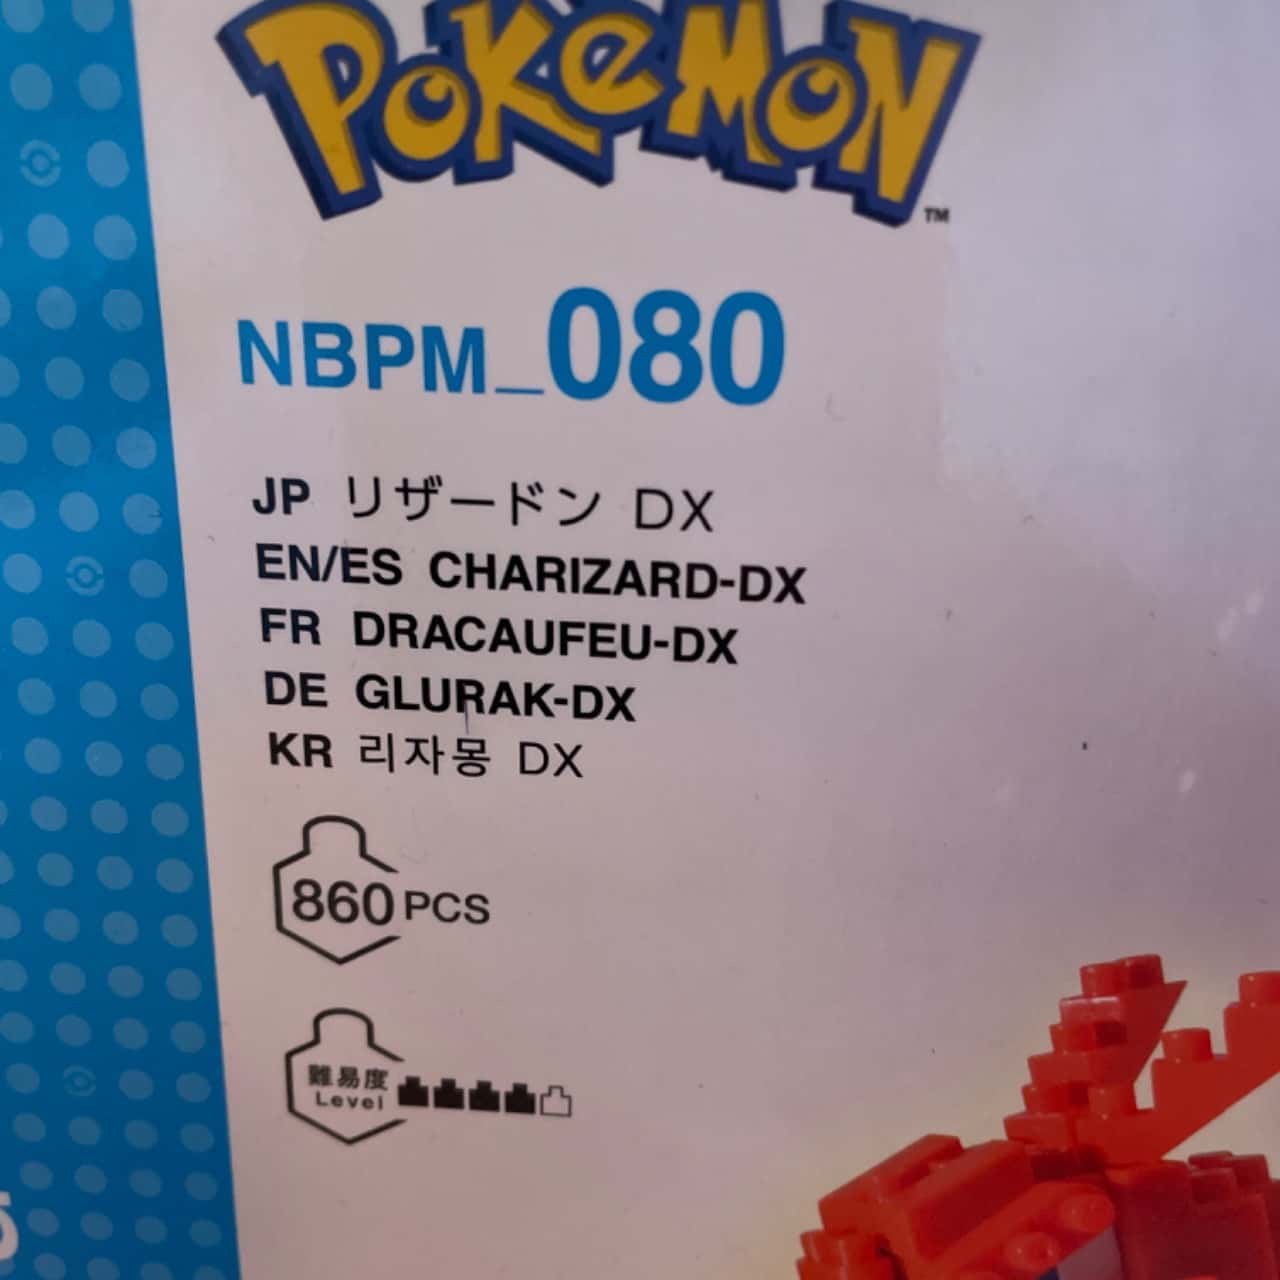 POKéMON
TM
NBPM_080
JP リザードン DX
EN/ES CHARIZARD-DX
FR DRACAUFEU-DX
DE GLURAK-DX
KR 리자몽 DX
860 PCS
難易度
Level